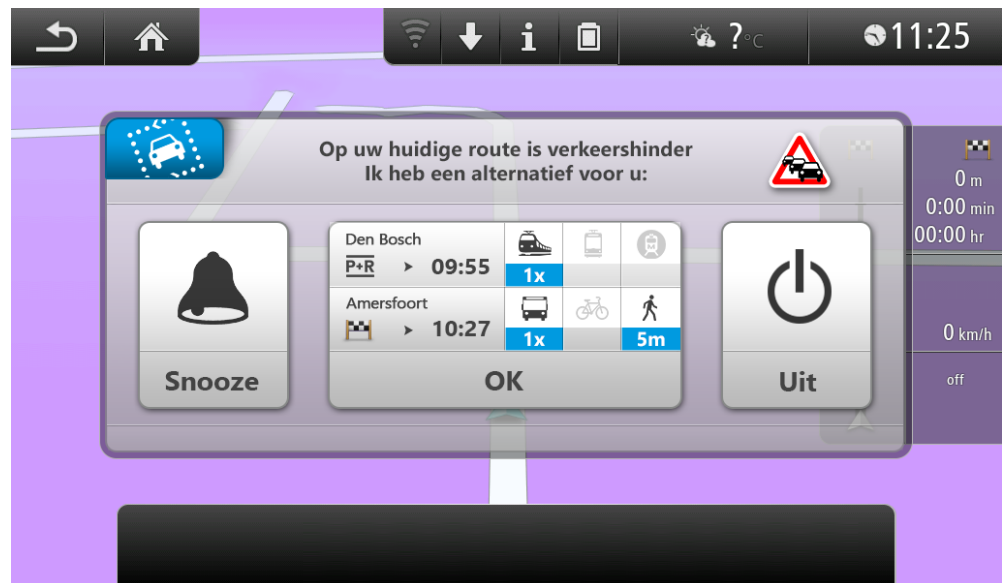 ?°C
11:25
Op uw huidige route is verkeershinder
Ik heb een alternatief voor u:
0 m
0:00 min
00:00 hr
Den Bosch
P+R > 09:55
1x
Amersfoort
> 10:27
1x
5m
0 km/h
Snooze
OK
Uit
off